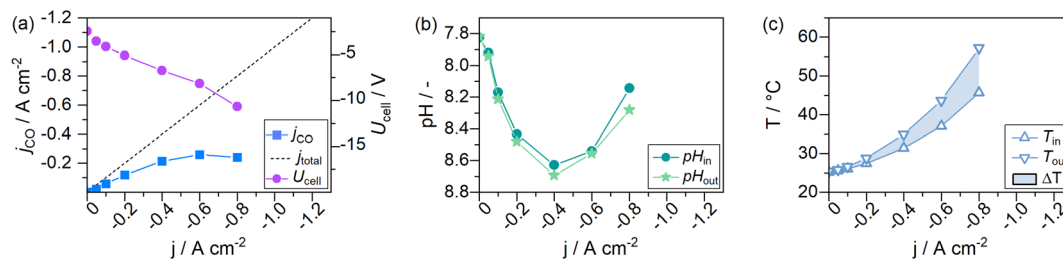 (a)
-1.2
-1.0
-0.8
-0.6
-0.4
-0.2
j_CO / A cm⁻²
-5
-10
-15
U_cell / V
j_CO
j_total
U_cell
0 -0.2 -0.4 -0.6 -0.8 -1.0 -1.2
j / A cm⁻²
(b)
7.8
8.0
8.2
8.4
8.6
8.8
pH / -
pH_in
pH_out
0 -0.2 -0.4 -0.6 -0.8 -1.0 -1.2
j / A cm⁻²
(c)
70
60
50
40
30
20
T / °C
T_in
T_ou
ΔT
0 -0.2 -0.4 -0.6 -0.8 -1.0 -1.2
j / A cm⁻²